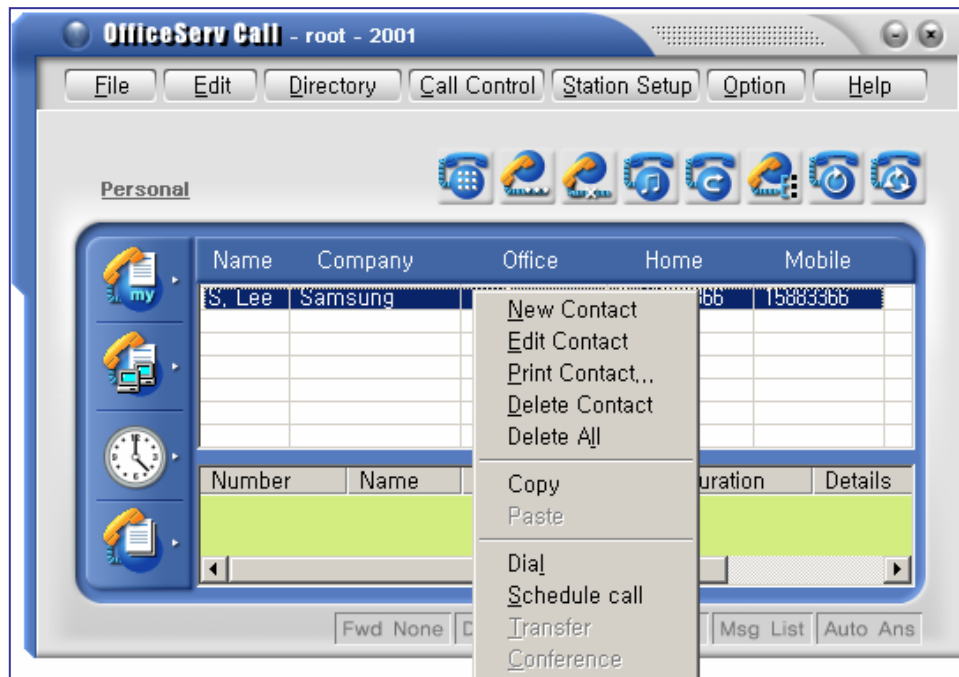 OfficeServ Call - root - 2001
File Edit Directory Call Control Station Setup Option Help
Personal
Name Company Office Home Mobile
my
S, Lee Samsung 15883366
New Contact
Edit Contact
Print Contact...
Delete Contact
Delete All
Number Name Details
Copy
Paste
Dial
Schedule call
Fwd None Transfer Msg List Auto Ans
Conference